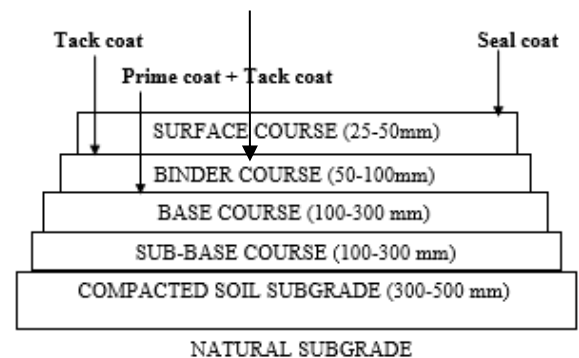 Tack coat
Seal coat
Prime coat + Tack coat
SURFACE COURSE (25-50mm)
BINDER COURSE (50-100mm)
BASE COURSE (100-300 mm)
SUB-BASE COURSE (100-300 mm)
COMPACTED SOIL SUBGRADE (300-500 mm)
NATURAL SUBGRADE